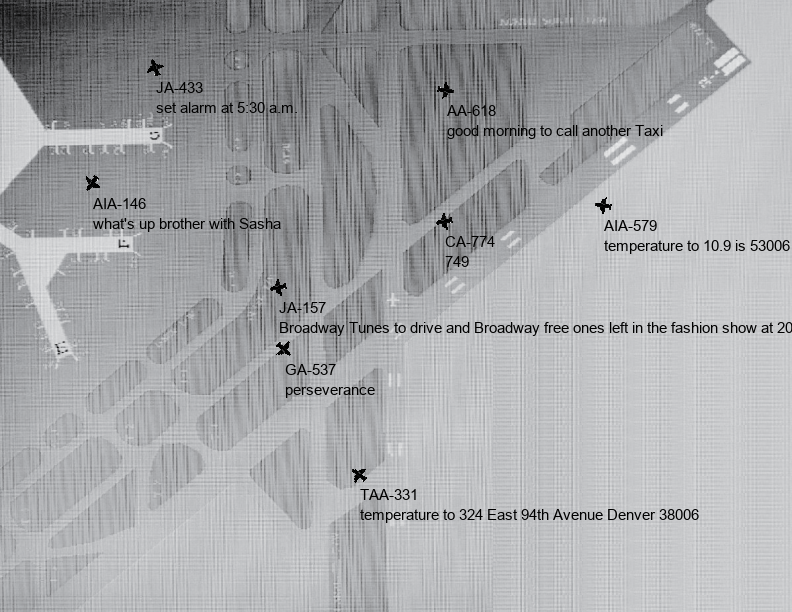 JA-433
set alarm at 5:30 a.m.
AA-618
good morning to call another Taxi
AIA-146
what's up brother with Sasha
AIA-579
temperature to 10.9 is 53006
CA-774
749
JA-157
Broadway Tunes to drive and Broadway free ones left in the fashion show at 20
GA-537
perseverance
TAA-331
temperature to 324 East 94th Avenue Denver 38006